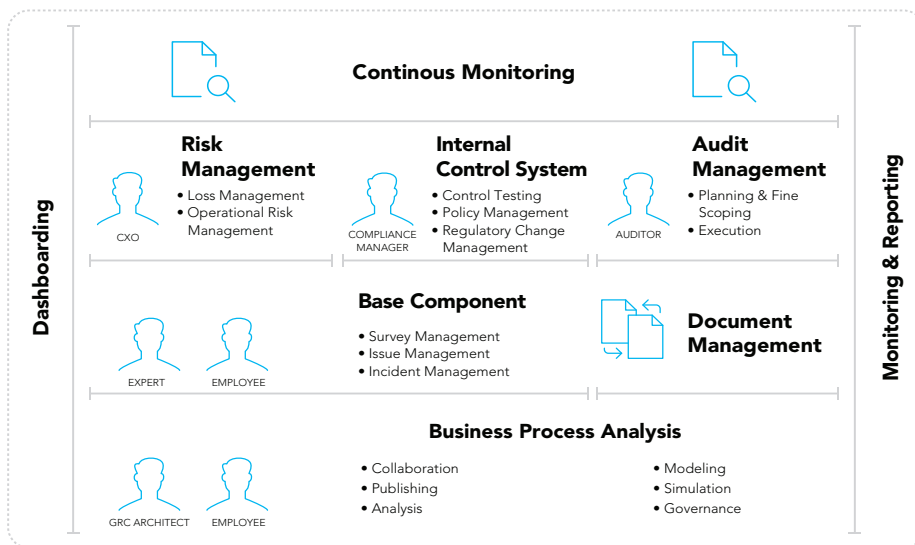 Dashboarding
Continous Monitoring
Risk
Management
• Loss Management
• Operational Risk
Management
CXO
Internal
Control System
• Control Testing
• Policy Management
• Regulatory Change
Management
COMPLIANCE
MANAGER
Audit
Management
• Planning & Fine
Scoping
• Execution
AUDITOR
Base Component
• Survey Management
• Issue Management
• Incident Management
EXPERT
EMPLOYEE
Document
Management
Business Process Analysis
• Collaboration
• Publishing
• Analysis
• Modeling
• Simulation
• Governance
GRC ARCHITECT
EMPLOYEE
Monitoring & Reporting